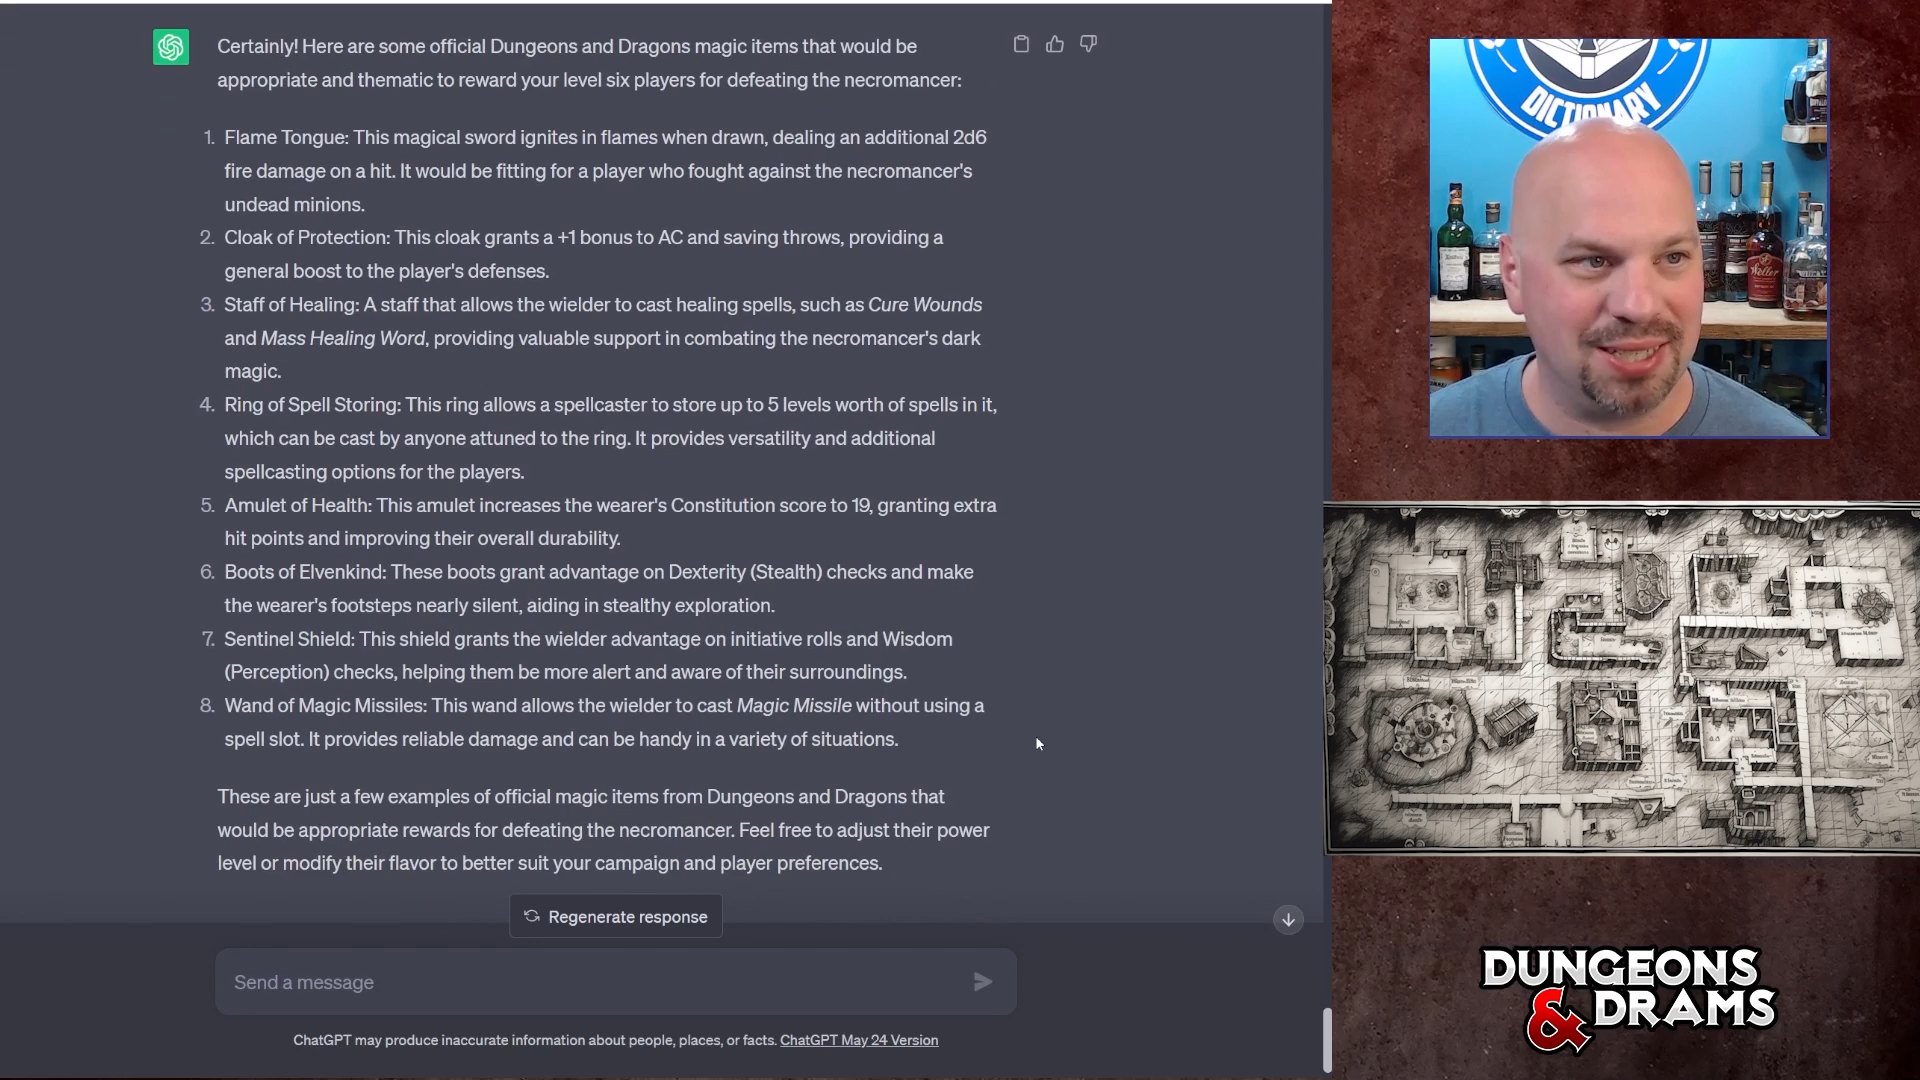 Certainly! Here are some official Dungeons and Dragons magic items that would be
appropriate and thematic to reward your level six players for defeating the necromancer:
1. Flame Tongue: This magical sword ignites in flames when drawn, dealing an additional 2d6
fire damage on a hit. It would be fitting for a player who fought against the necromancer's
undead minions.
2. Cloak of Protection: This cloak grants a +1 bonus to AC and saving throws, providing a
general boost to the player's defenses.
3. Staff of Healing: A staff that allows the wielder to cast healing spells, such as Cure Wounds
and Mass Healing Word, providing valuable support in combating the necromancer's dark
magic.
4. Ring of Spell Storing: This ring allows a spellcaster to store up to 5 levels worth of spells in it,
which can be cast by anyone attuned to the ring. It provides versatility and additional
spellcasting options for the players.
5. Amulet of Health: This amulet increases the wearer's Constitution score to 19, granting extra
hit points and improving their overall durability.
6. Boots of Elvenkind: These boots grant advantage on Dexterity (Stealth) checks and make
the wearer's footsteps nearly silent, aiding in stealthy exploration.
7. Sentinel Shield: This shield grants the wielder advantage on initiative rolls and Wisdom
(Perception) checks, helping them be more alert and aware of their surroundings.
8. Wand of Magic Missiles: This wand allows the wielder to cast Magic Missile without using a
spell slot. It provides reliable damage and can be handy in a variety of situations.
These are just a few examples of official magic items from Dungeons and Dragons that
would be appropriate rewards for defeating the necromancer. Feel free to adjust their power
level or modify their flavor to better suit your campaign and player preferences.
Regenerate response
Send a message
ChatGPT may produce inaccurate information about people, places, or facts. ChatGPT May 24 Version
DICTIONARY
Weller
DUNGEONS
& DRAMS